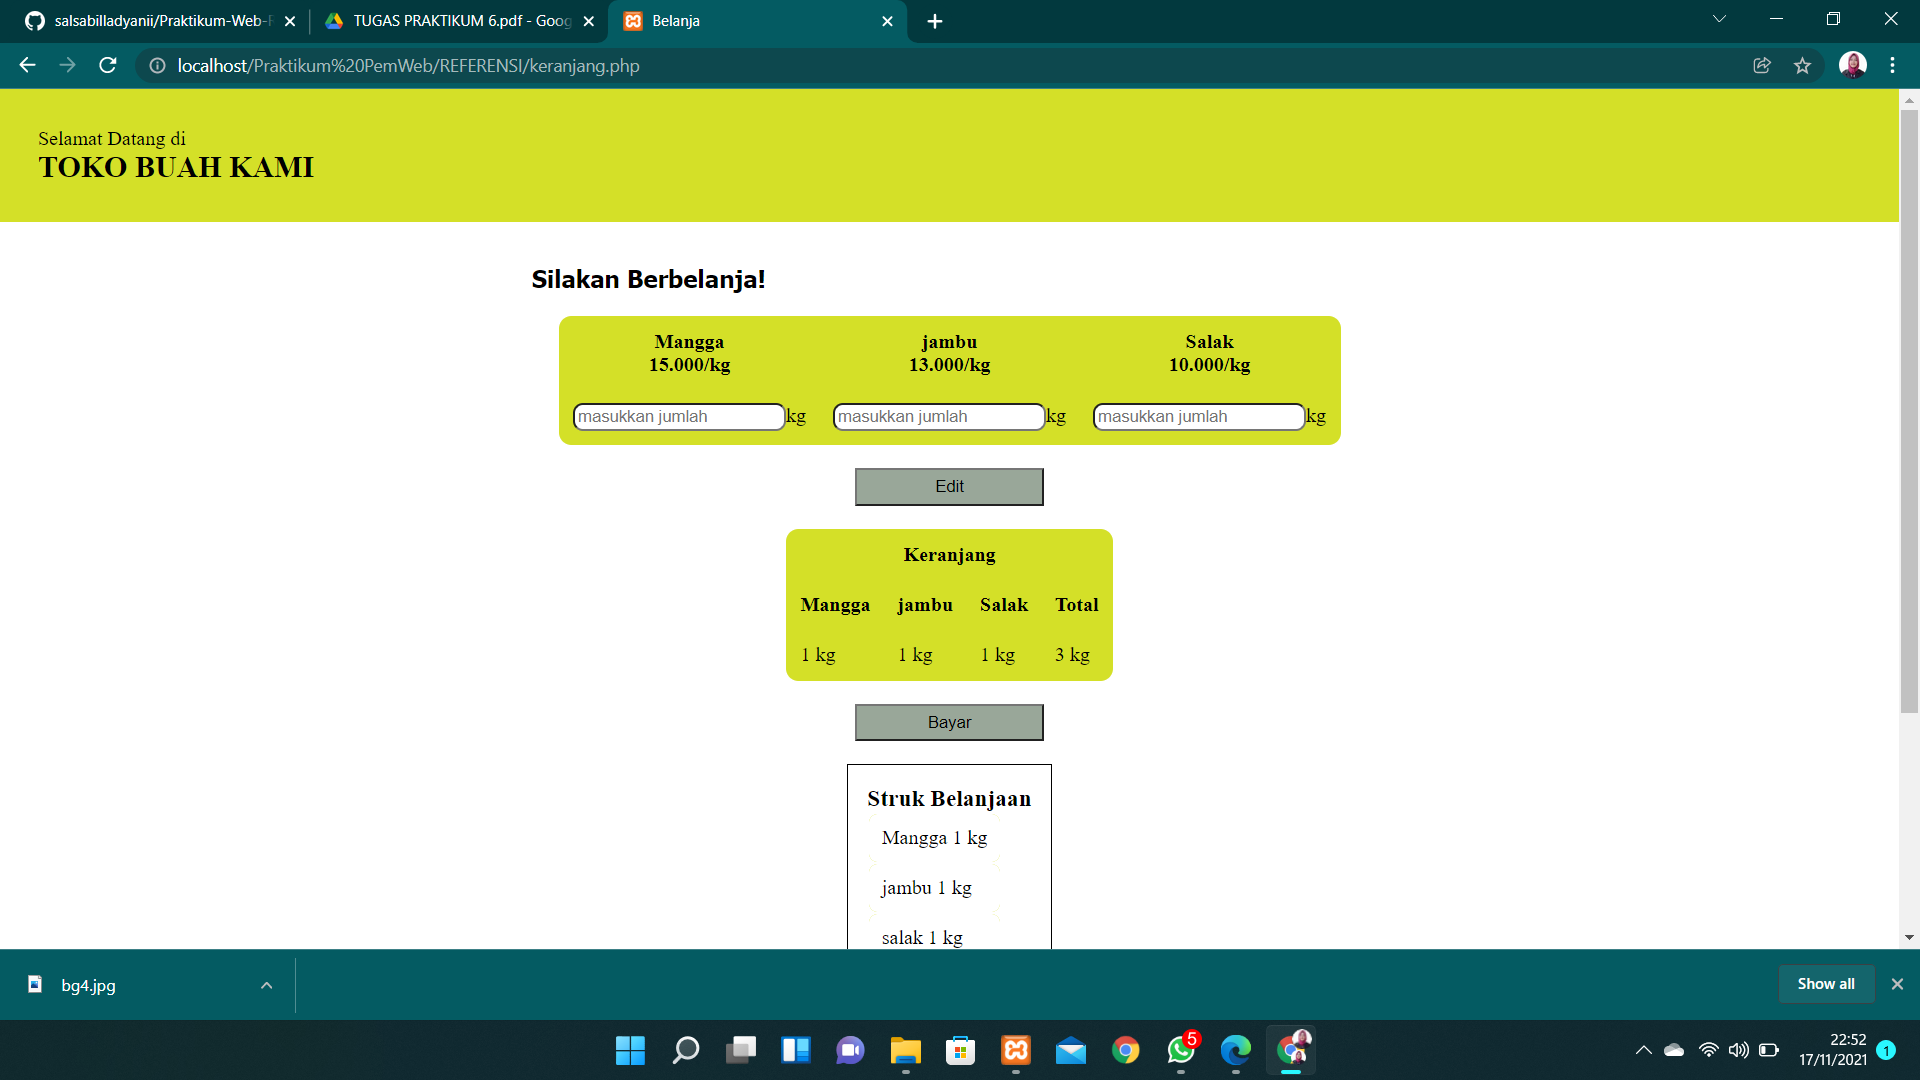 salsabilladyanii/Praktikum-Web-R
TUGAS PRAKTIKUM 6.pdf - Goog
Belanja
localhost/Praktikum%20PemWeb/REFERENSI/keranjang.php
Selamat Datang di
TOKO BUAH KAMI
Silakan Berbelanja!
Mangga jambu Salak
15.000/kg 13.000/kg 10.000/kg
masukkan jumlah kg masukkan jumlah kg masukkan jumlah kg
Edit
Keranjang
Mangga jambu Salak Total
1 kg 1 kg 1 kg 3 kg
Bayar
Struk Belanjaan
Mangga 1 kg
jambu 1 kg
salak 1 kg
bg4.jpg
Show all
5
22:52
17/11/2021
1